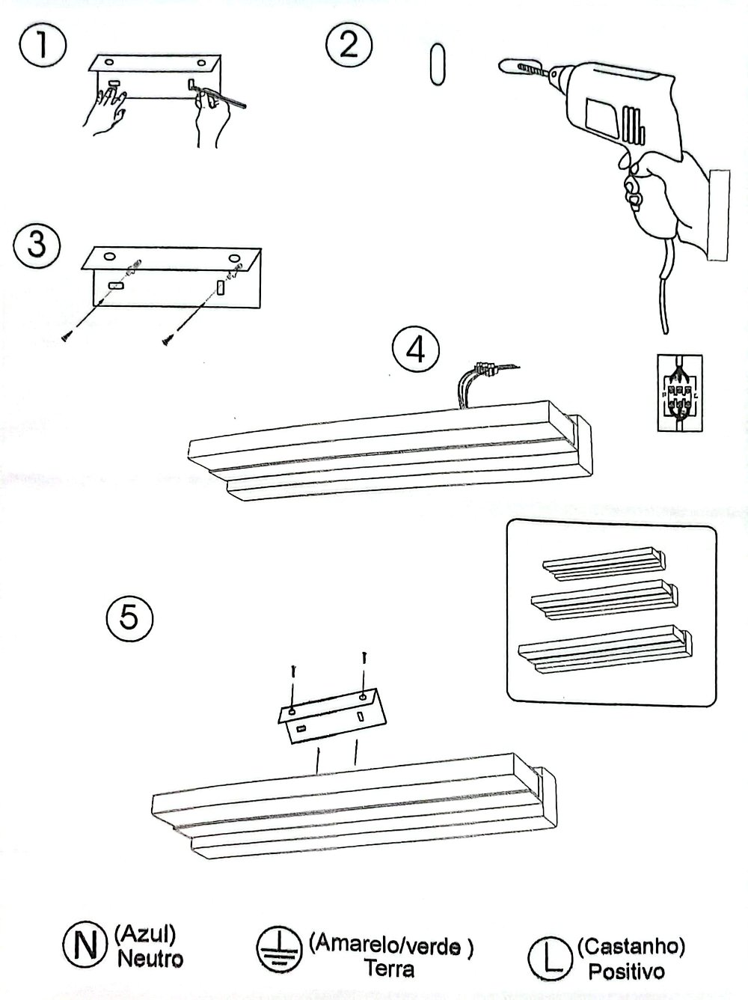 1
2
3
4
5
N (Azul)
Neutro
(Amarelo/verde )
Terra
L (Castanho)
Positivo